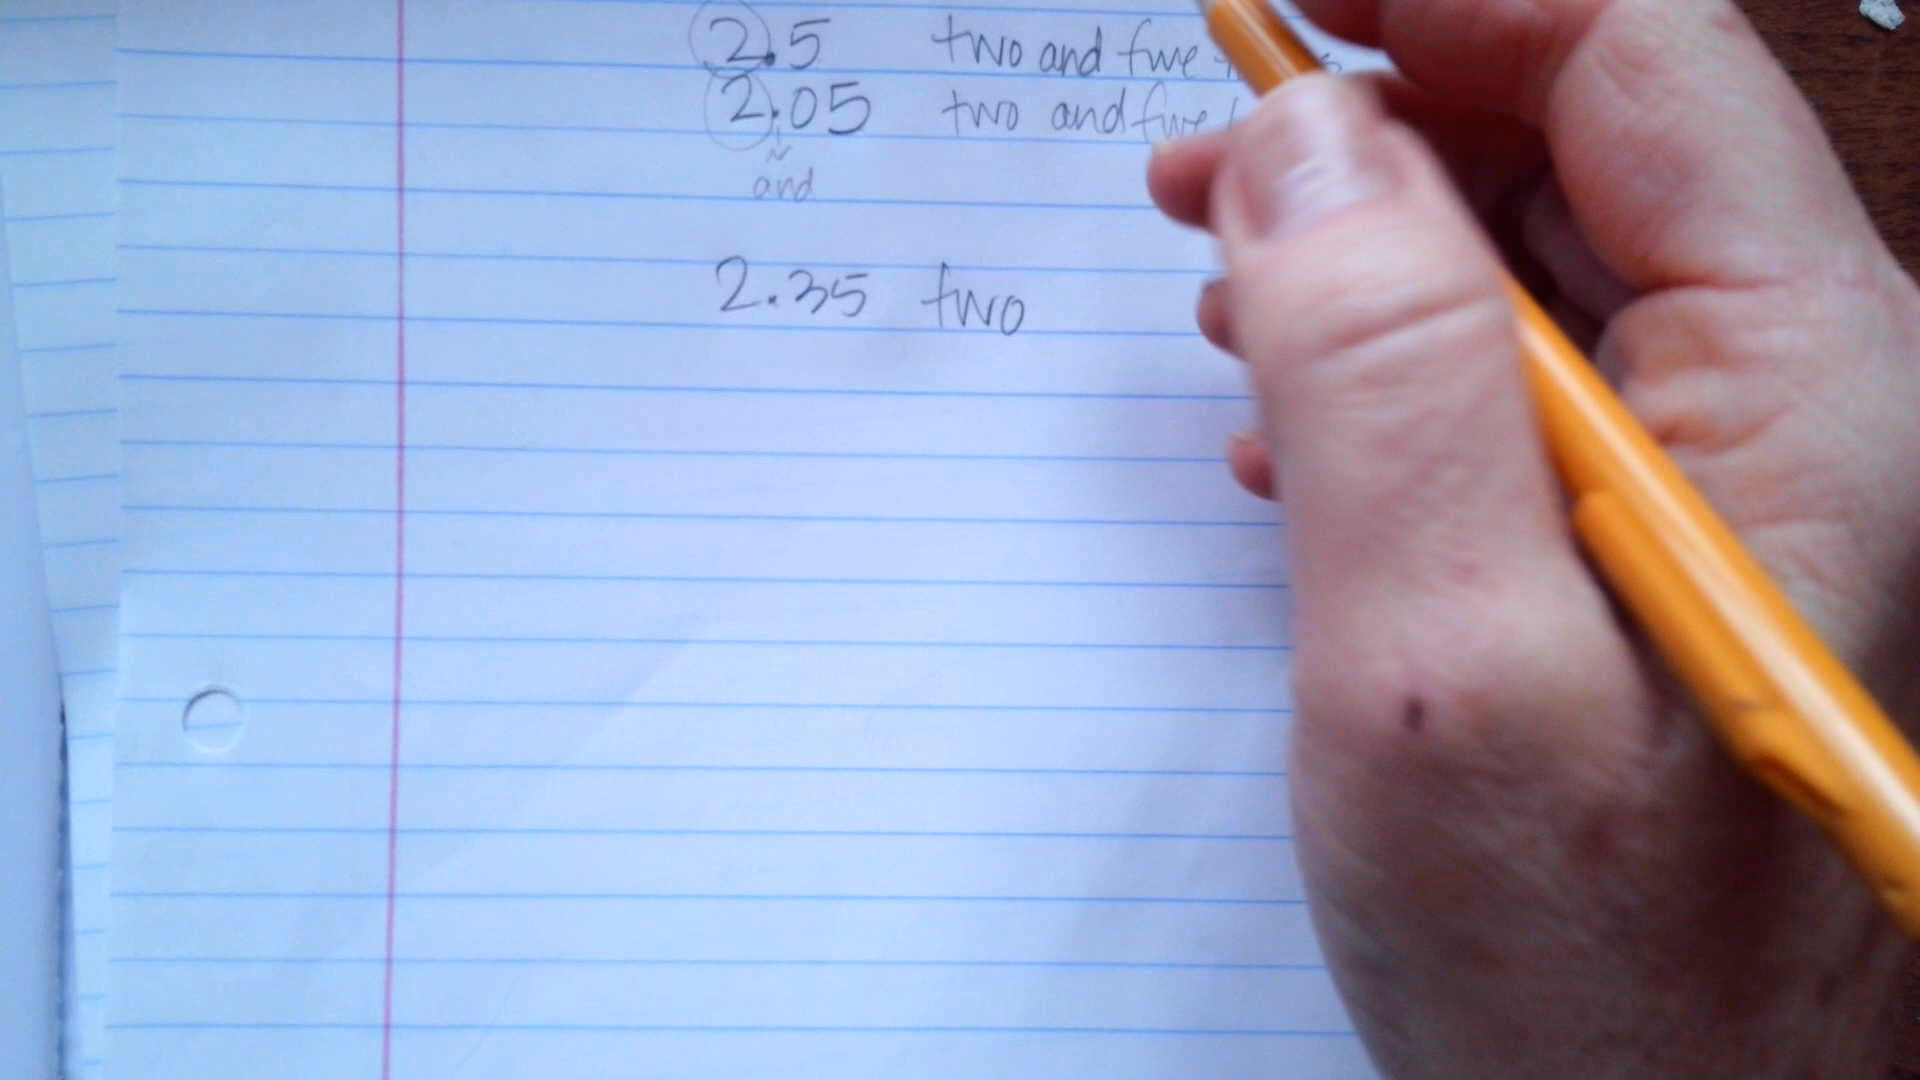 2.5 two and five
2.05 two and five
and
2.35 two